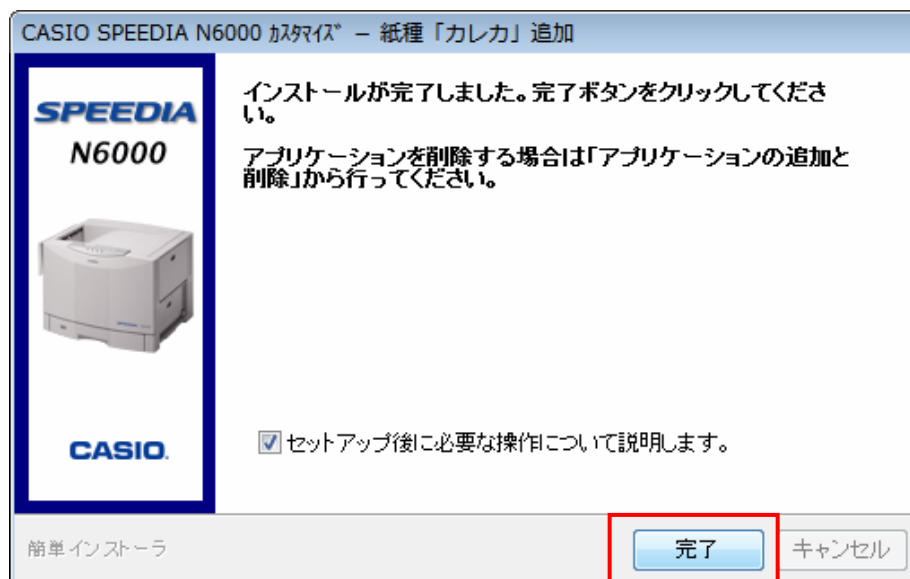 CASIO SPEEDIA N6000 ｶｽﾀﾏｲｽﾞ － 紙種「カレカ」追加
SPEEDIA
N6000
CASIO.
インストールが完了しました。完了ボタンをクリックしてくださ
い。
アプリケーションを削除する場合は「アプリケーションの追加と
削除」から行ってください。
セットアップ後に必要な操作について説明します。
簡単インストーラ
完了
キャンセル